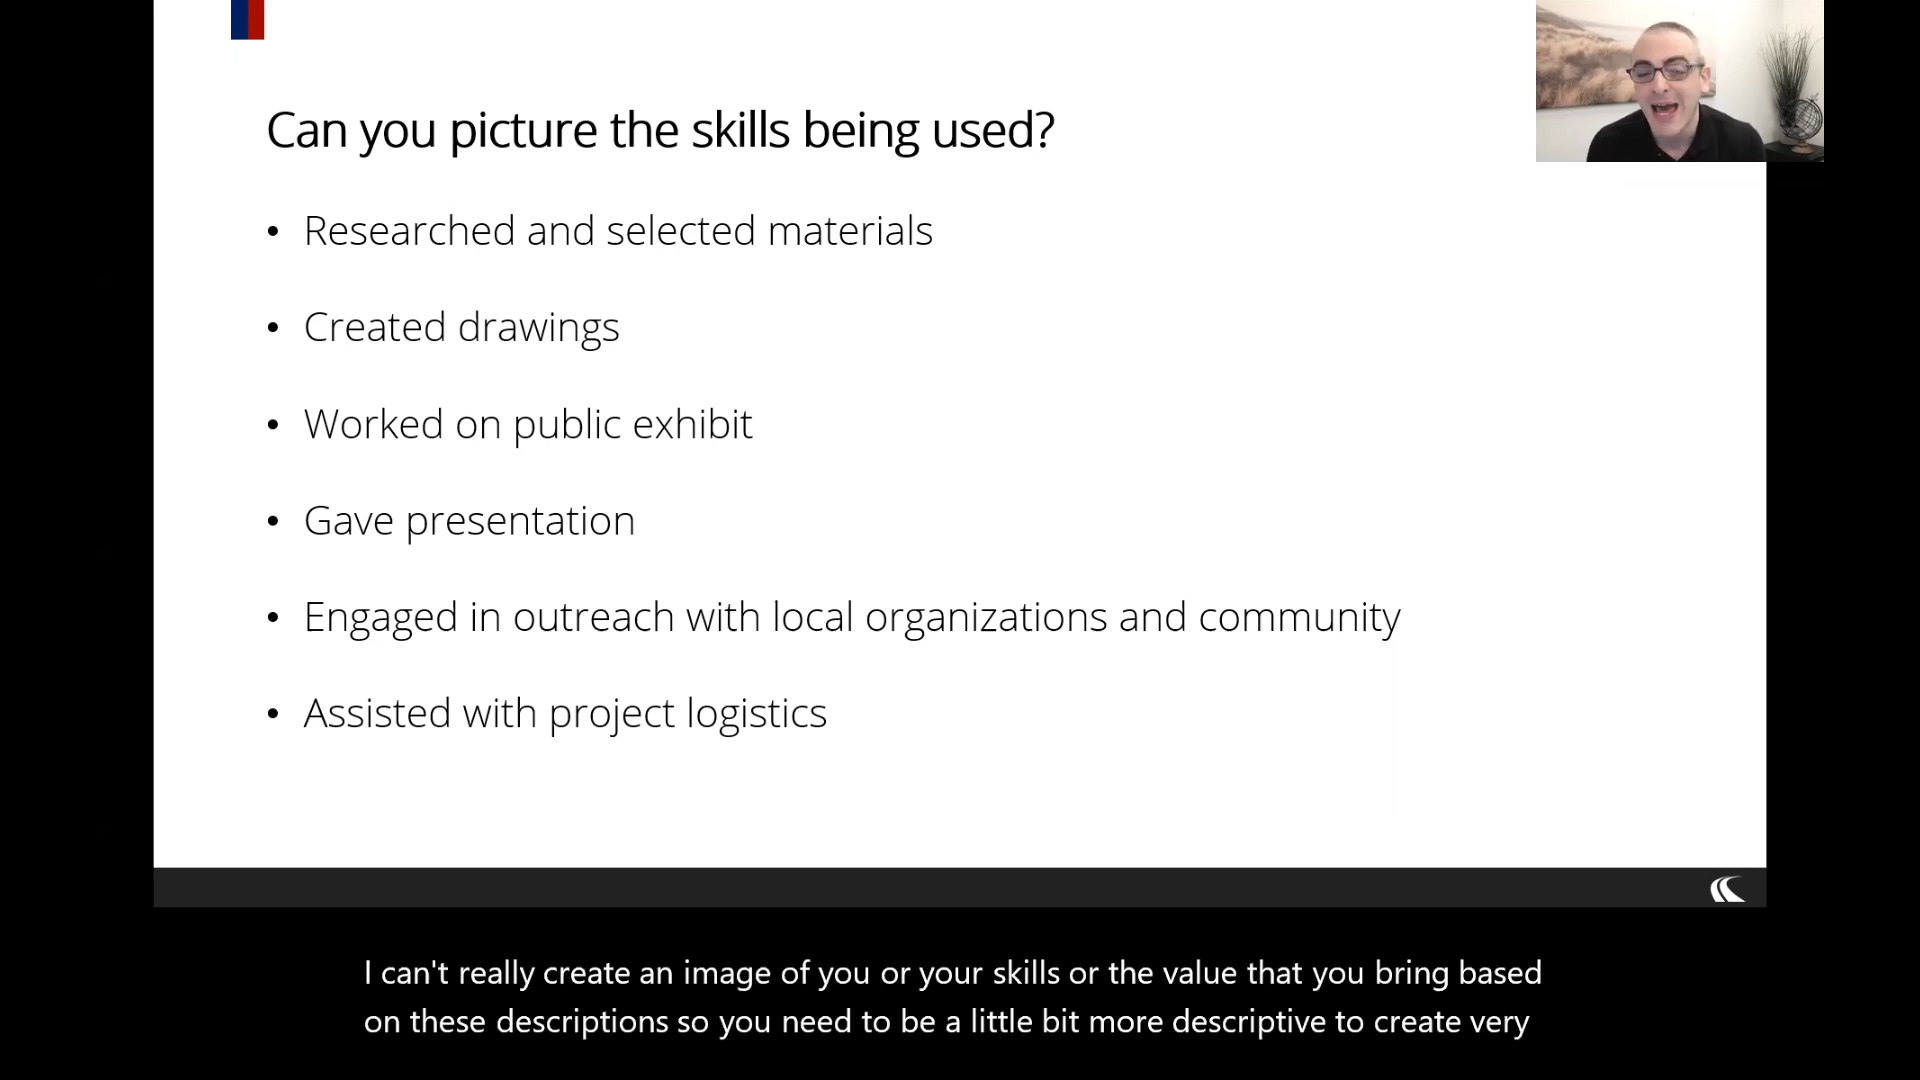 Can you picture the skills being used?
• Researched and selected materials
• Created drawings
• Worked on public exhibit
• Gave presentation
• Engaged in outreach with local organizations and community
• Assisted with project logistics
I can't really create an image of you or your skills or the value that you bring based
on these descriptions so you need to be a little bit more descriptive to create very